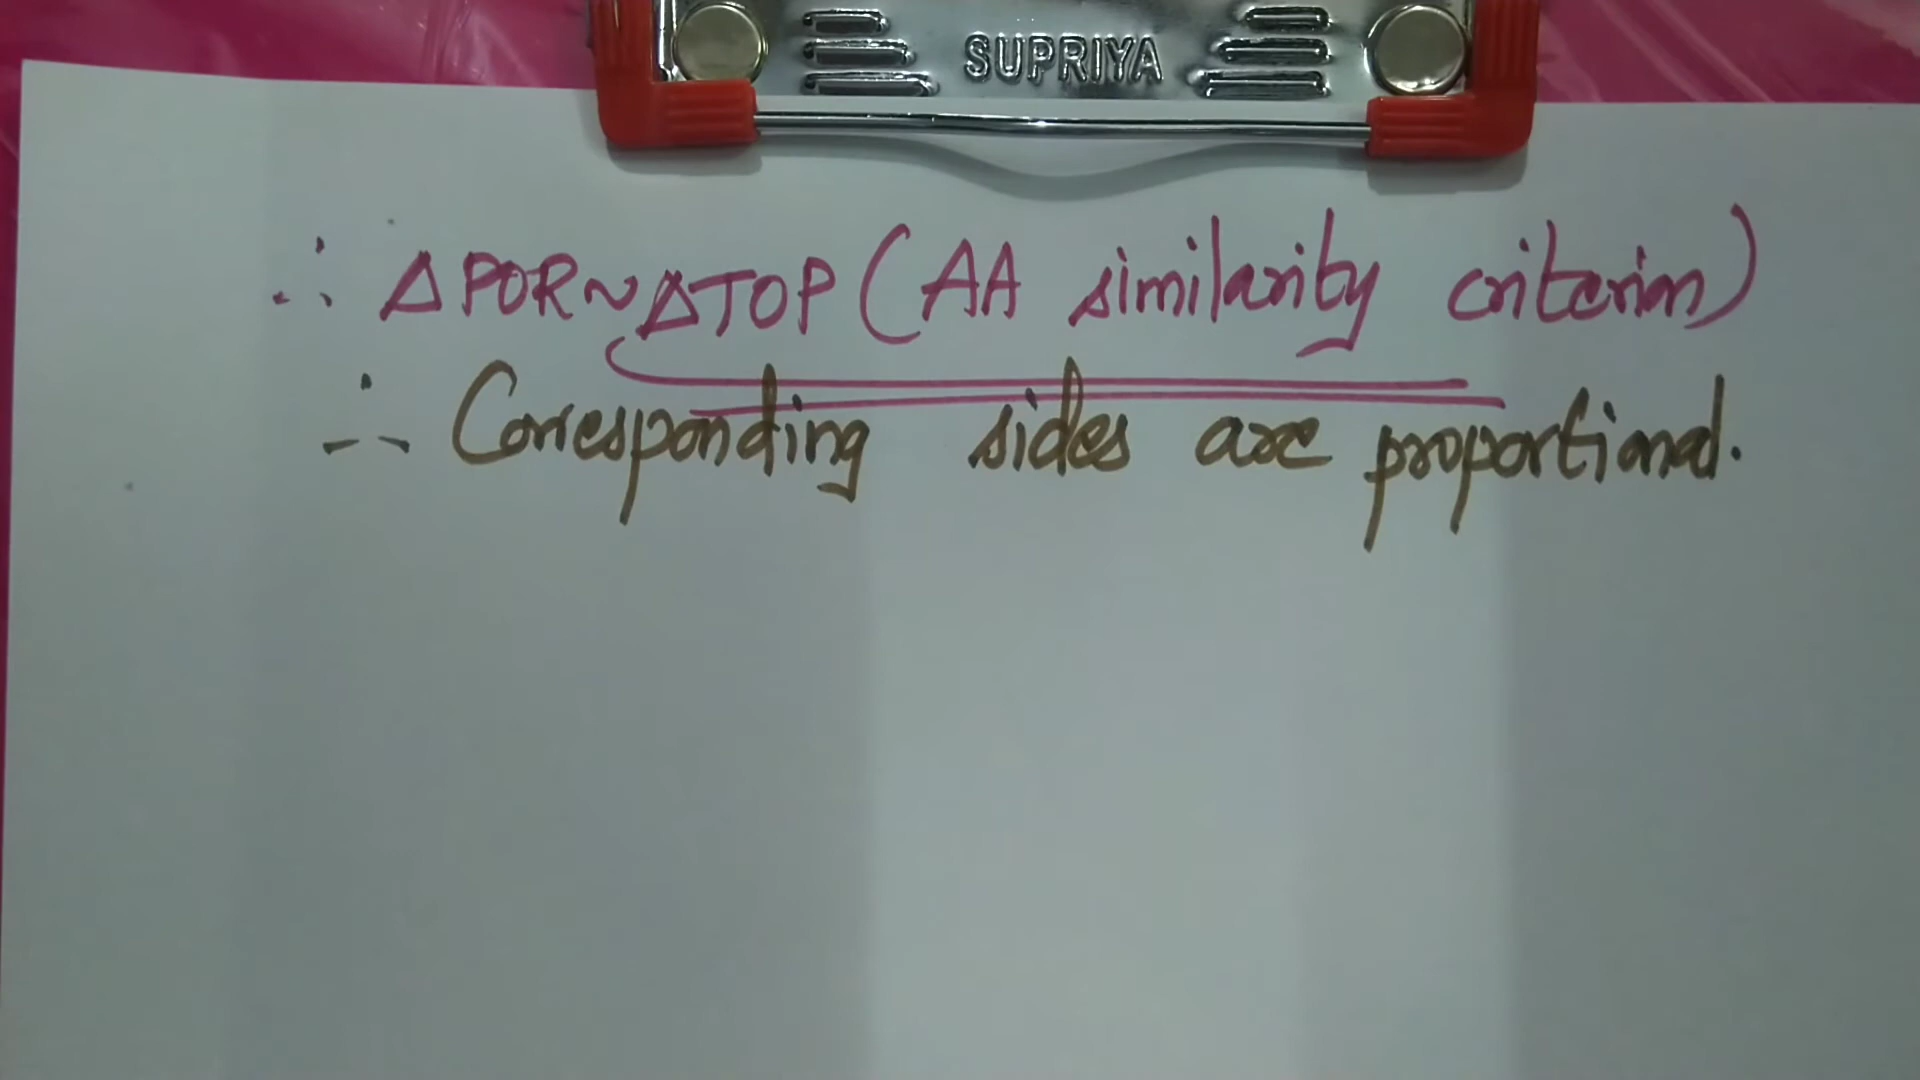 SUPRIYA
∴ ΔPOR ~ ΔTOP (AA similarity criterion)
∴ Corresponding sides are proportional.